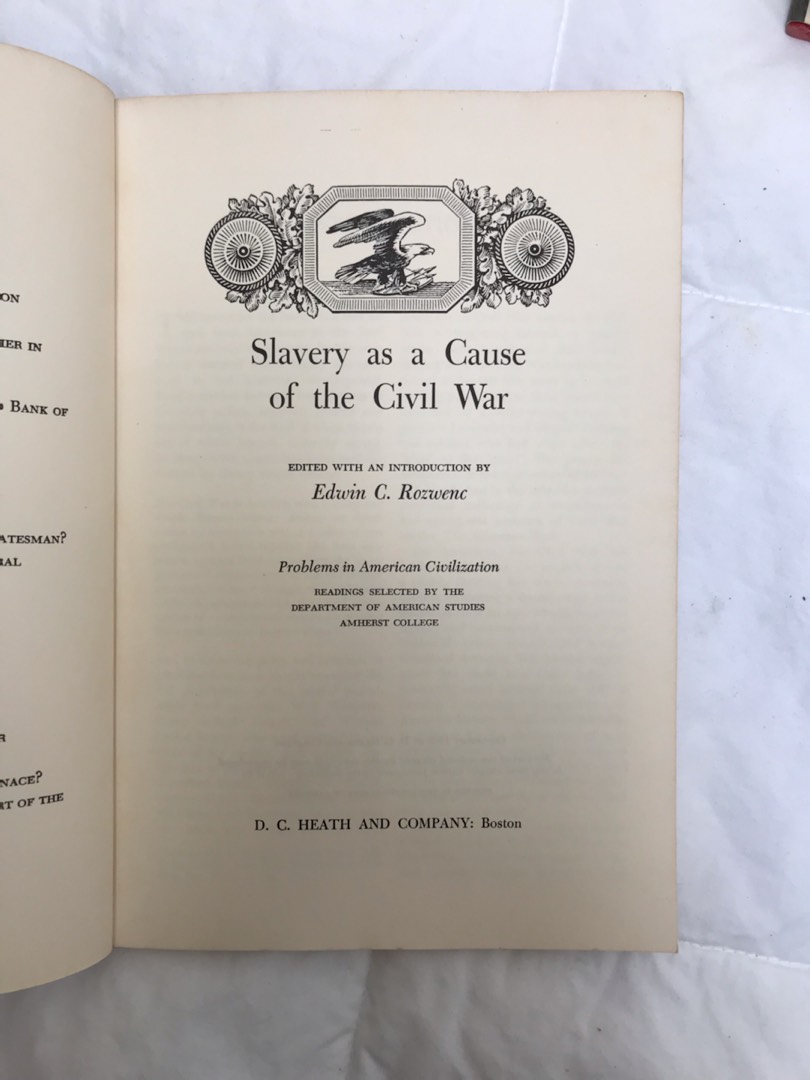 ON
IER IN
BANK OF
ATESMAN?
RAL
R
NACE?
RT OF THE
Slavery as a Cause
of the Civil War
EDITED WITH AN INTRODUCTION BY
Edwin C. Rozwenc
Problems in American Civilization
READINGS SELECTED BY THE
DEPARTMENT OF AMERICAN STUDIES
AMHERST COLLEGE
D. C. HEATH AND COMPANY: Boston